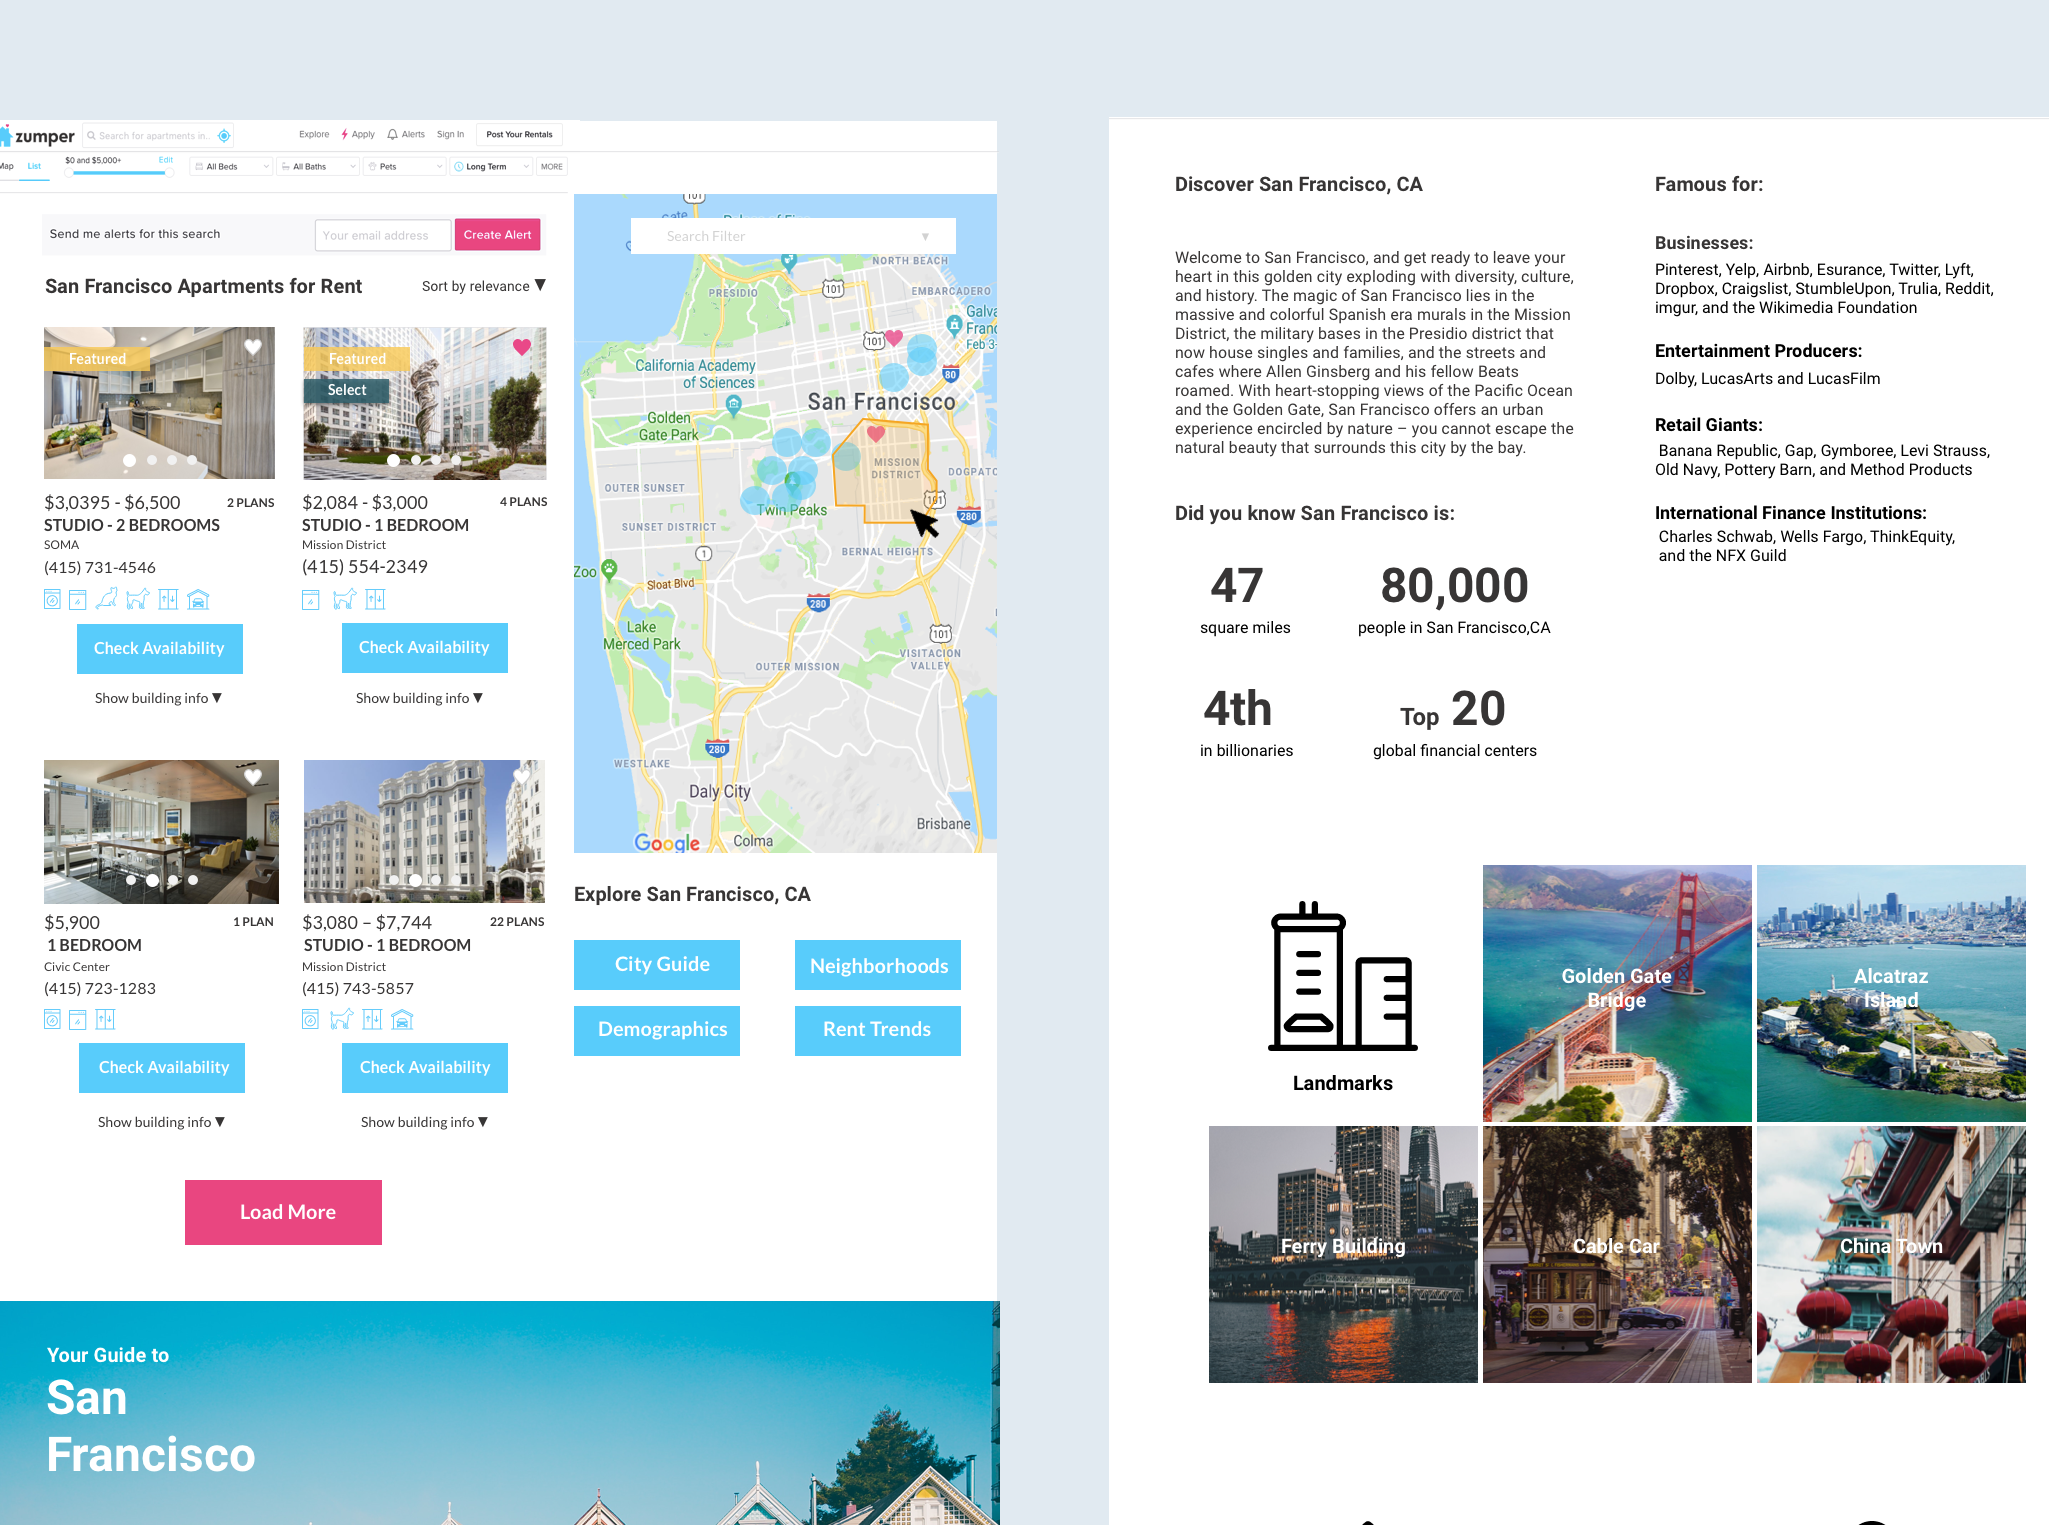 zumper
Search for apartments in..
Explore
Apply
Alerts
Sign In
Post Your Rentals
Map
List
$0 and $5,000+
Edit
All Beds
All Baths
Pets
Long Term
MORE
Send me alerts for this search
Your email address
Create Alert
San Francisco Apartments for Rent
Sort by relevance ▼
Featured
$3,0395 - $6,500
2 PLANS
STUDIO - 2 BEDROOMS
SOMA
(415) 731-4546
Check Availability
Show building info ▼
Featured
Select
$2,084 - $3,000
4 PLANS
STUDIO - 1 BEDROOM
Mission District
(415) 554-2349
Check Availability
Show building info ▼
$5,900
1 PLAN
1 BEDROOM
Civic Center
(415) 723-1283
Check Availability
Show building info ▼
$3,080 – $7,744
22 PLANS
STUDIO - 1 BEDROOM
Mission District
(415) 743-5857
Check Availability
Show building info ▼
Load More
101
Gate
Search Filter ▼
NORTH BEACH
PRESIDIO
101
EMBARCADERO
Galva
Franc
Feb 3-
101
California Academy
of Sciences
80
San Francisco
Golden
Gate Park
MISSION
DISTRICT
DOGPATC
OUTER SUNSET
101
Twin Peaks
280
SUNSET DISTRICT
1
BERNAL HEIGHTS
Zoo
Sloat Blvd
280
Lake
Merced Park
101
VISITACION
VALLEY
OUTER MISSION
280
WESTLAKE
Daly City
Brisbane
Google
Colma
Explore San Francisco, CA
City Guide
Neighborhoods
Demographics
Rent Trends
Your Guide to
San
Francisco
Discover San Francisco, CA
Welcome to San Francisco, and get ready to leave your
heart in this golden city exploding with diversity, culture,
and history. The magic of San Francisco lies in the
massive and colorful Spanish era murals in the Mission
District, the military bases in the Presidio district that
now house singles and families, and the streets and
cafes where Allen Ginsberg and his fellow Beats
roamed. With heart-stopping views of the Pacific Ocean
and the Golden Gate, San Francisco offers an urban
experience encircled by nature – you cannot escape the
natural beauty that surrounds this city by the bay.
Did you know San Francisco is:
47
square miles
80,000
people in San Francisco,CA
4th
in billionaries
Top 20
global financial centers
Famous for:
Businesses:
Pinterest, Yelp, Airbnb, Esurance, Twitter, Lyft,
Dropbox, Craigslist, StumbleUpon, Trulia, Reddit,
imgur, and the Wikimedia Foundation
Entertainment Producers:
Dolby, LucasArts and LucasFilm
Retail Giants:
Banana Republic, Gap, Gymboree, Levi Strauss,
Old Navy, Pottery Barn, and Method Products
International Finance Institutions:
Charles Schwab, Wells Fargo, ThinkEquity,
and the NFX Guild
Landmarks
Golden Gate
Bridge
Alcatraz
Island
Ferry Building
Cable Car
China Town